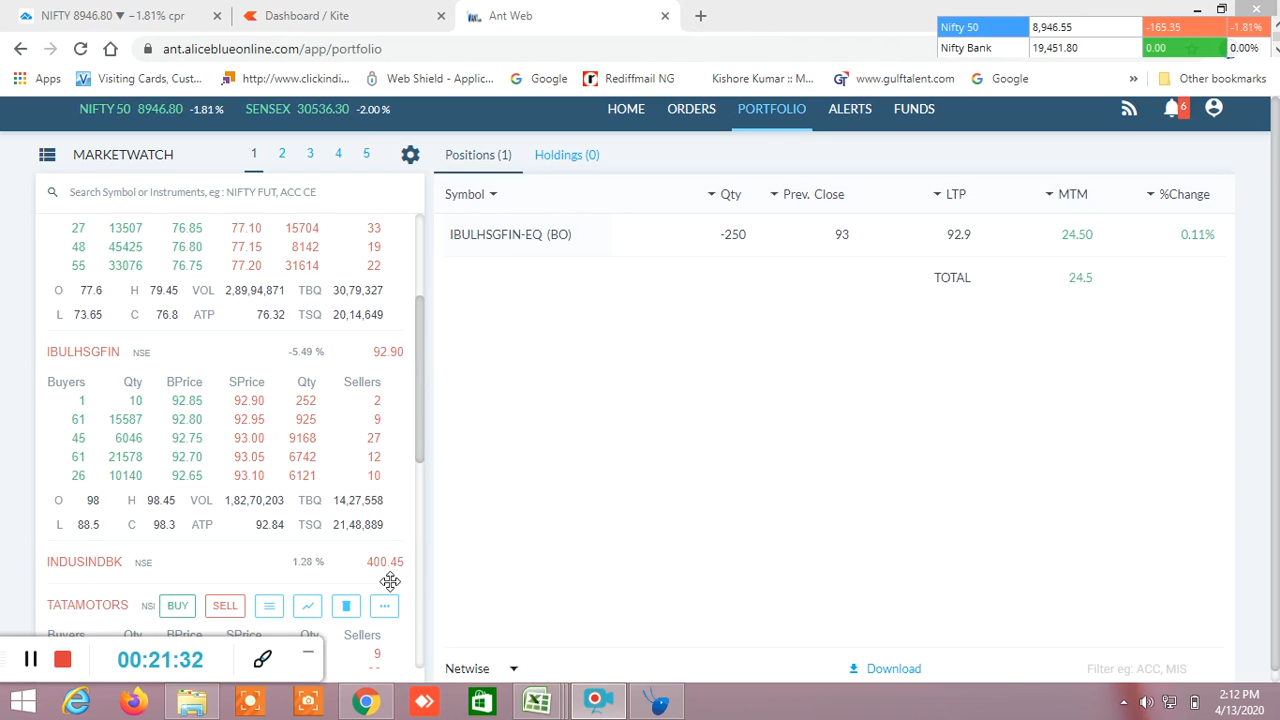 NIFTY 8946.80 ▼ −1.81% cpr
Dashboard / Kite
Ant Web
ant.aliceblueonline.com/app/portfolio
Nifty 50 8,946.55 -165.35 -1.81%
Nifty Bank 19,451.80 0.00 0.00%
Apps Visiting Cards, Cust... http://www.clickindi... Web Shield - Applic... Google Rediffmail NG Kishore Kumar :: M... www.gulftalent.com Google » Other bookmarks
NIFTY 50 8946.80 -1.81% SENSEX 30536.30 -2.00% HOME ORDERS PORTFOLIO ALERTS FUNDS 6
MARKETWATCH 1 2 3 4 5
Positions (1) Holdings (0)
Search Symbol or Instruments, eg : NIFTY FUT, ACC CE
Symbol Qty Prev. Close LTP MTM %Change
27 13507 76.85 77.10 15704 33
48 45425 76.80 77.15 8142 19
55 33076 76.75 77.20 31614 22
O 77.6 H 79.45 VOL 2,89,94,871 TBQ 30,79,327
L 73.65 C 76.8 ATP 76.32 TSQ 20,14,649
IBULHSGFIN-EQ (BO) -250 93 92.9 24.50 0.11%
TOTAL 24.5
IBULHSGFIN NSE -5.49 % 92.90
Buyers Qty BPrice SPrice Qty Sellers
1 10 92.85 92.90 252 2
61 15587 92.80 92.95 925 9
45 6046 92.75 93.00 9168 27
61 21578 92.70 93.05 6742 12
26 10140 92.65 93.10 6121 10
O 98 H 98.45 VOL 1,82,70,203 TBQ 14,27,558
L 88.5 C 98.3 ATP 92.84 TSQ 21,48,889
INDUSINDBK NSE 1.28 % 400.45
TATAMOTORS NSI BUY SELL
Buyers Qty BPrice SPrice Qty Sellers
9
00:21:32
Netwise Download Filter eg: ACC, MIS
2:12 PM
4/13/2020